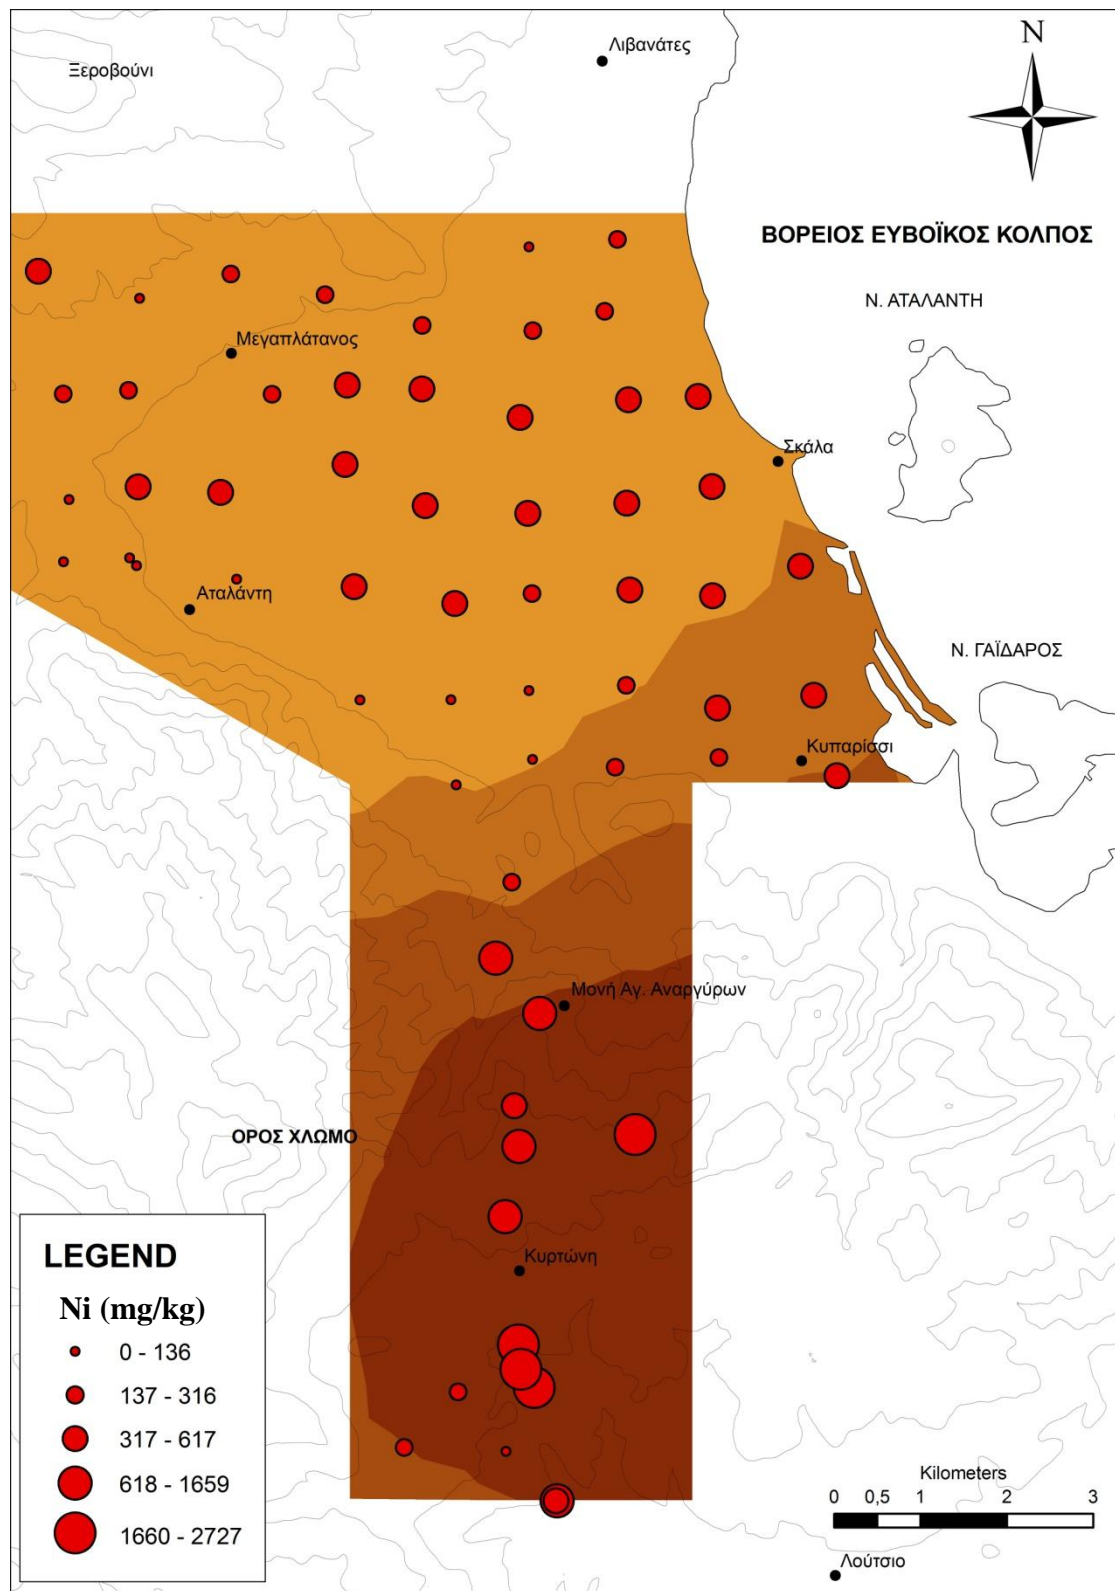 Λιβανάτες
N
Ξεροβούνι
ΒΟΡΕΙΟΣ ΕΥΒΟΪΚΟΣ ΚΟΛΠΟΣ
Ν. ΑΤΑΛΑΝΤΗ
Μεγαπλάτανος
Σκάλα
Αταλάντη
Ν. ΓΑΪΔΑΡΟΣ
Κυπαρίσσι
Μονή Αγ. Αναργύρων
ΟΡΟΣ ΧΛΩΜΟ
Κυρτώνη
LEGEND
Ni (mg/kg)
0 - 136
137 - 316
317 - 617
618 - 1659
1660 - 2727
Kilometers
0 0,5 1 2 3
Λούτσιο